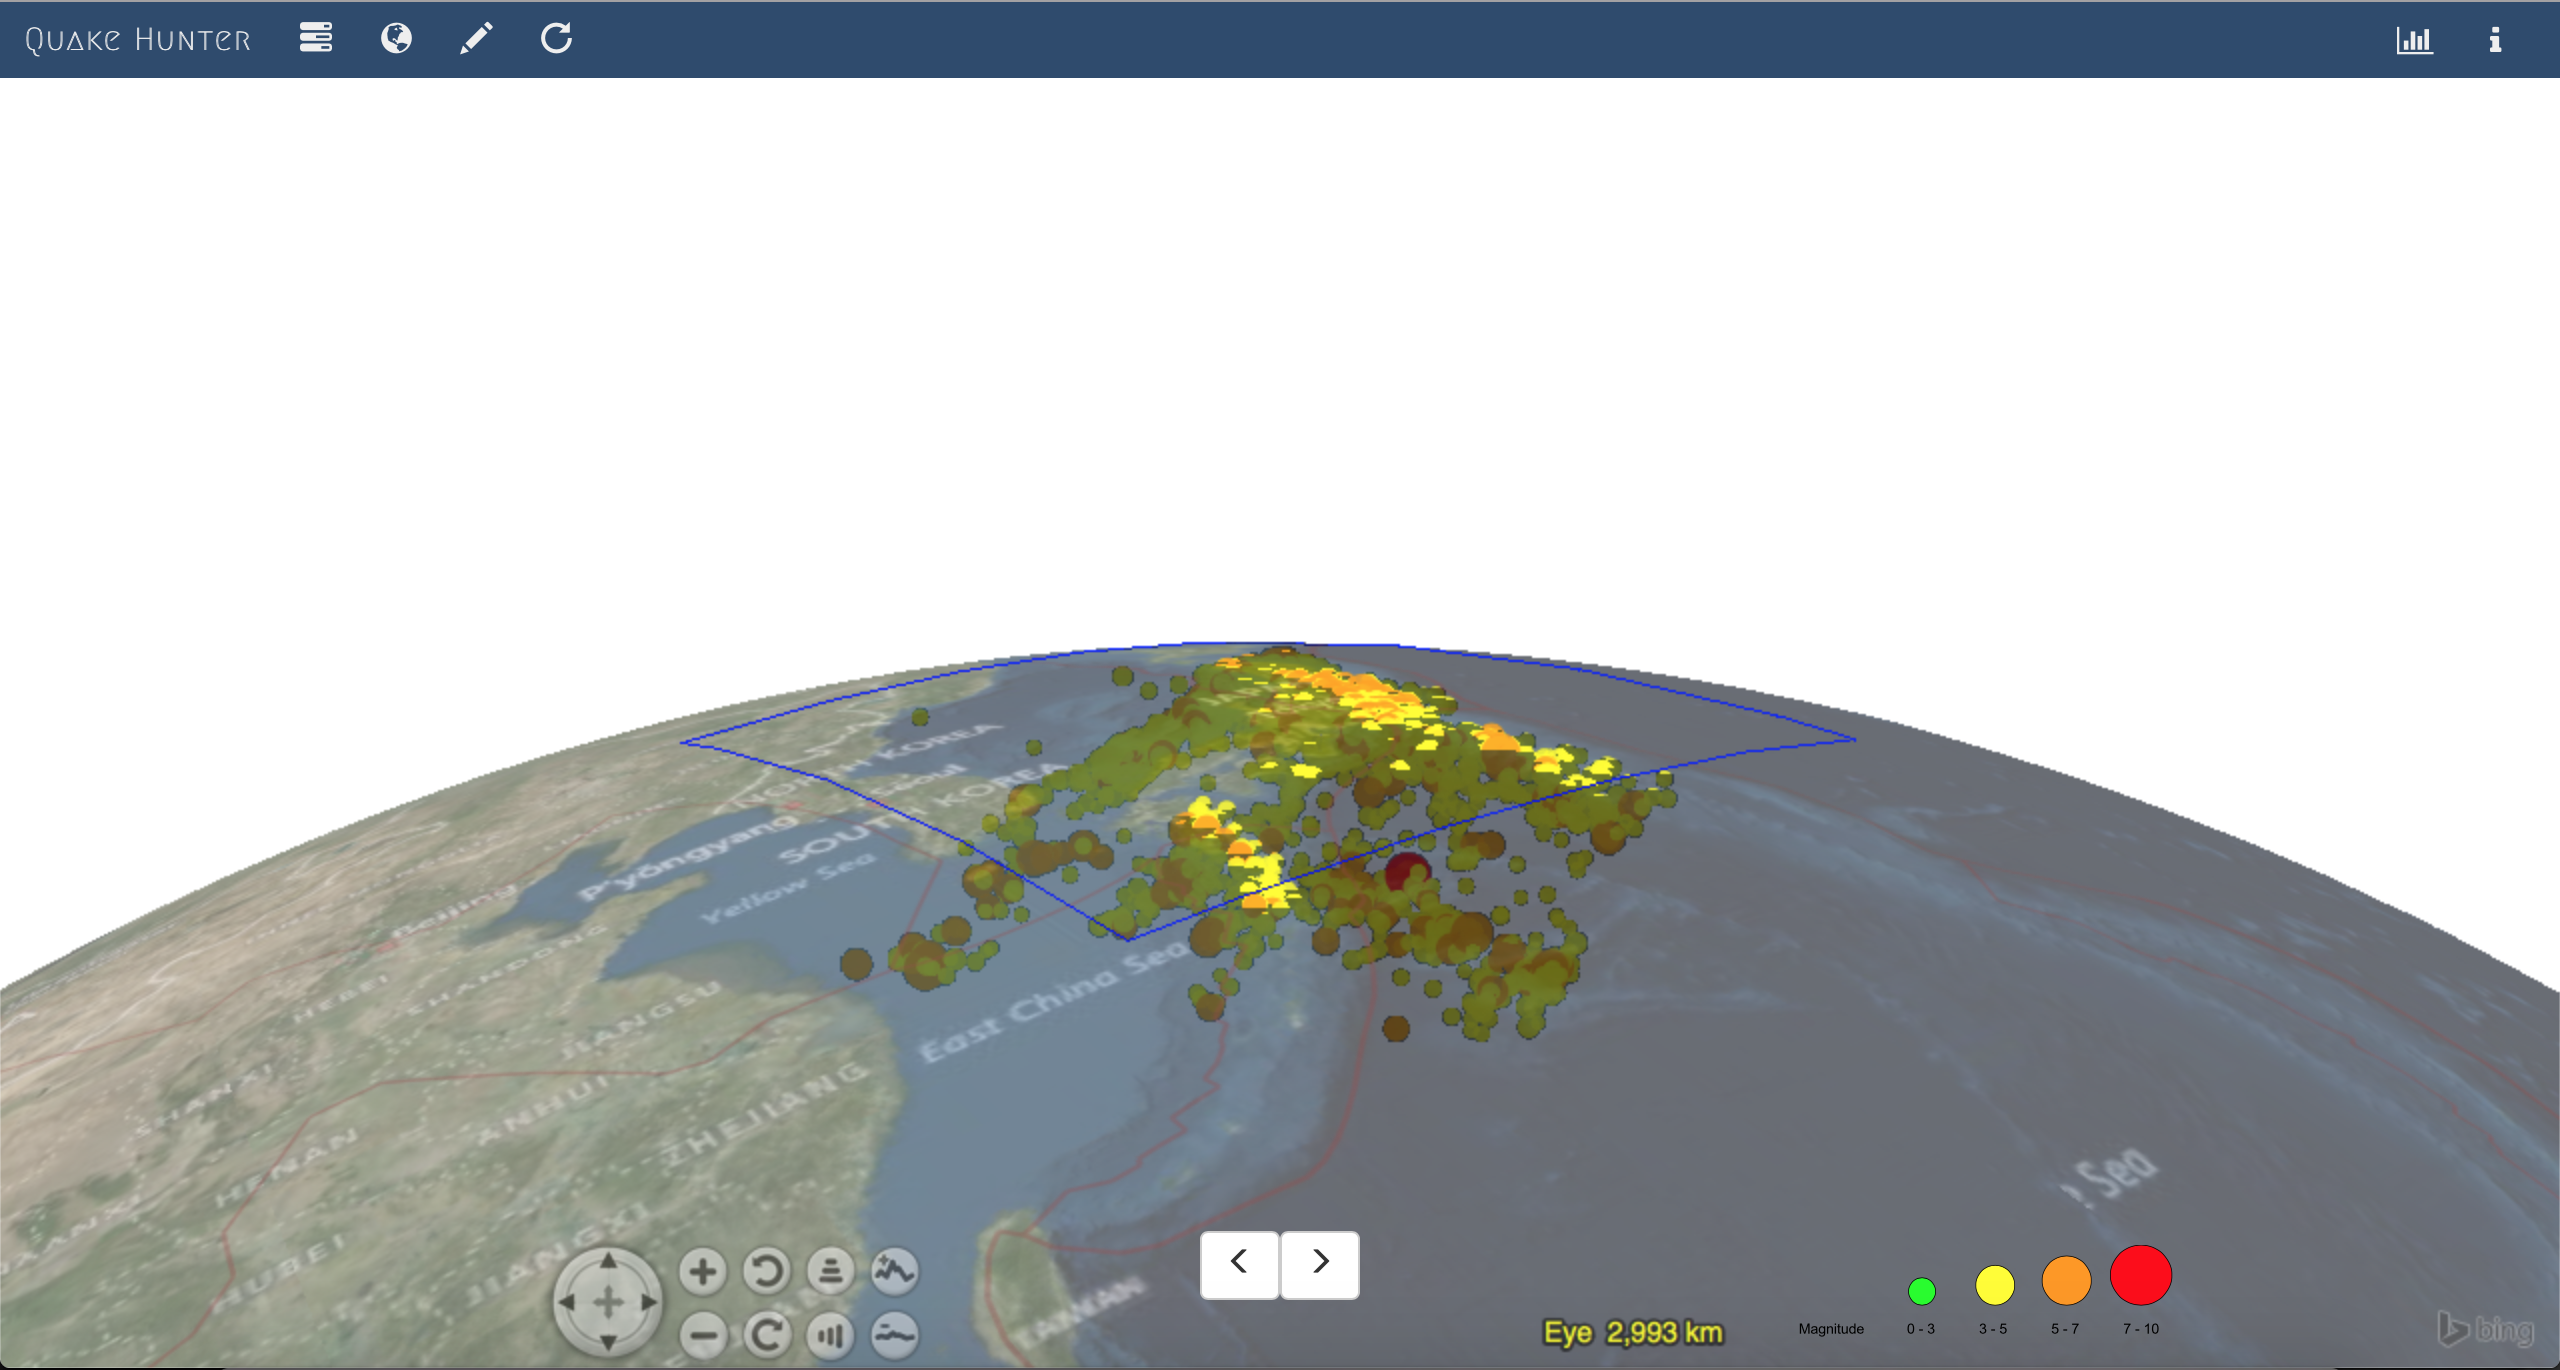 Quake Hunter
NORTH KOREA
Seoul
SOUTH KOREA
P'yŏngyang
Yellow Sea
Beijing
SHANDONG
HEBEI
East China Sea
JIANGSU
SHANXI
ANHUI
ZHEJIANG
HENAN
Sea
HUBEI
JIANGXI
TAIWAN
Eye 2,993 km
Magnitude 0 - 3 3 - 5 5 - 7 7 - 10
bing